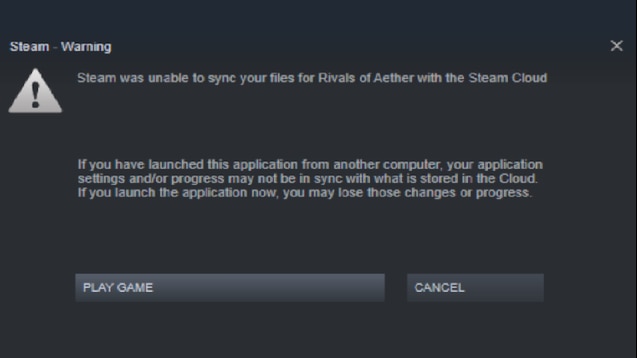 Steam - Warning
Steam was unable to sync your files for Rivals of Aether with the Steam Cloud
If you have launched this application from another computer, your application
settings and/or progress may not be in sync with what is stored in the Cloud.
If you launch the application now, you may lose those changes or progress.
PLAY GAME
CANCEL